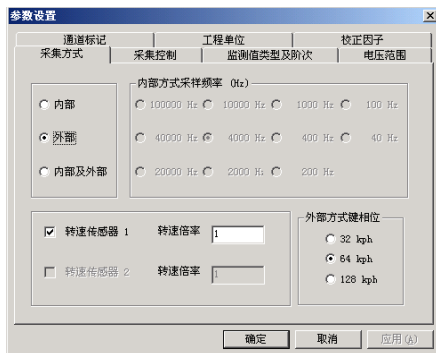 参数设置
通道标记 工程单位 校正因子
采集方式 采集控制 监测值类型及阶次 电压范围
内部方式采样频率 (Hz)
内部 100000 Hz 10000 Hz 1000 Hz 100 Hz
外部 40000 Hz 4000 Hz 400 Hz 40 Hz
内部及外部 20000 Hz 2000 Hz 200 Hz
转速传感器 1 转速倍率 1
转速传感器 2 转速倍率 1
外部方式键相位
32 kph
64 kph
128 kph
确定 取消 应用(A)